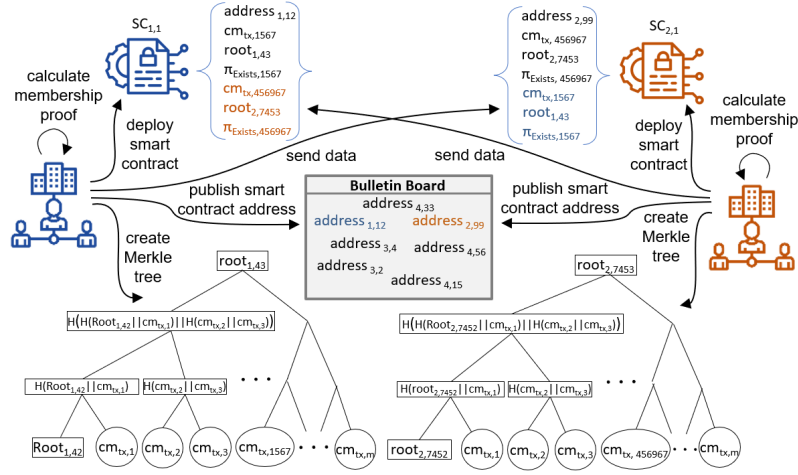 SC1,1
address 1,12
cmtx,1567
root1,43
πExists,1567
cmtx,456967
root2,7453
πExists,456967
address 2,99
cmtx, 456967
root2,7453
πExists, 456967
cmtx,1567
root1,43
πExists,1567
SC2,1
calculate
membership
proof
deploy
smart
contract
send data
send data
deploy
smart
contract
calculate
membership
proof
publish smart
contract address
publish smart
contract address
Bulletin Board
address 4,33
address 1,12
address 2,99
address 3,4
address 4,56
address 3,2
address 4,15
create
Merkle
tree
create
Merkle
tree
root1,43
H(H(Root1,42||cmtx,1)||H(cmtx,2||cmtx,3))
H(Root1,42||cmtx,1)
H(cmtx,2||cmtx,3)
• • •
Root1,42
cmtx,1
cmtx,2
cmtx,3
cmtx,1567
• • •
cmtx,m
root2,7453
H(H(Root2,7452||cmtx,1)||H(cmtx,2||cmtx,3))
H(root2,7452||cmtx,1)
H(cmtx,2||cmtx,3)
• • •
root2,7452
cmtx,1
cmtx,2
cmtx,3
cmtx, 456967
• • •
cmtx,m